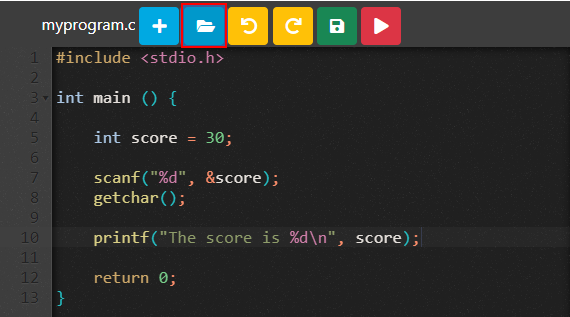 myprogram.c
1 #include <stdio.h>
2
3 int main () {
4
5 int score = 30;
6
7 scanf("%d", &score);
8 getchar();
9
10 printf("The score is %d\n", score);
11
12 return 0;
13 }